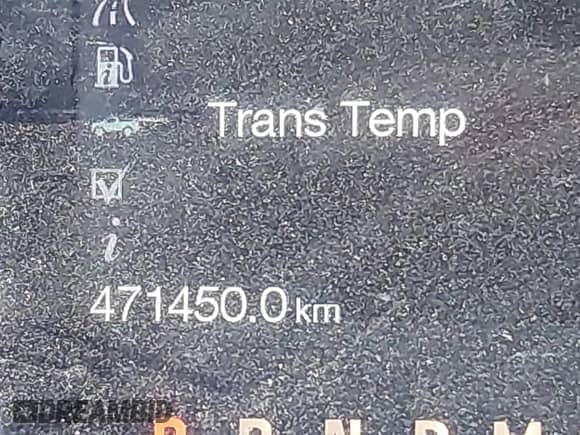 Trans Temp
i
471450.0 km
DREAMBID
P R N D M